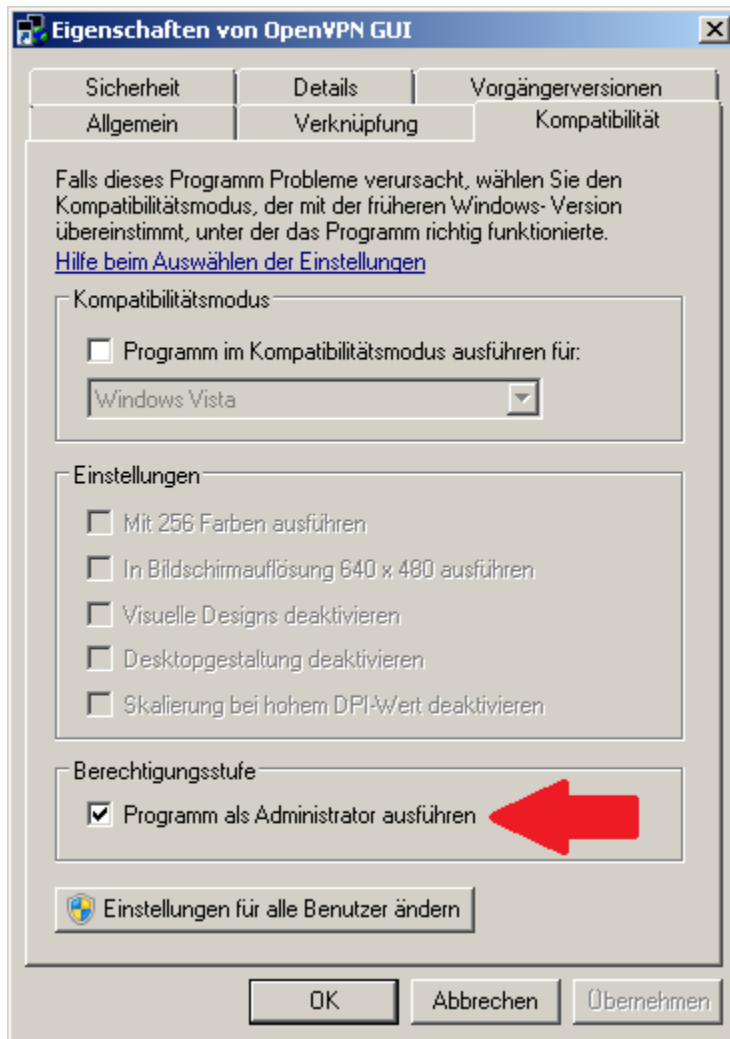 Eigenschaften von OpenVPN GUI
Sicherheit
Details
Vorgängerversionen
Allgemein
Verknüpfung
Kompatibilität
Falls dieses Programm Probleme verursacht, wählen Sie den
Kompatibilitätsmodus, der mit der früheren Windows- Version
übereinstimmt, unter der das Programm richtig funktionierte.
Hilfe beim Auswählen der Einstellungen
Kompatibilitätsmodus
Programm im Kompatibilitätsmodus ausführen für:
Windows Vista
Einstellungen
Mit 256 Farben ausführen
In Bildschirmauflösung 640 x 480 ausführen
Visuelle Designs deaktivieren
Desktopgestaltung deaktivieren
Skalierung bei hohem DPI-Wert deaktivieren
Berechtigungsstufe
Programm als Administrator ausführen
Einstellungen für alle Benutzer ändern
OK
Abbrechen
Übernehmen